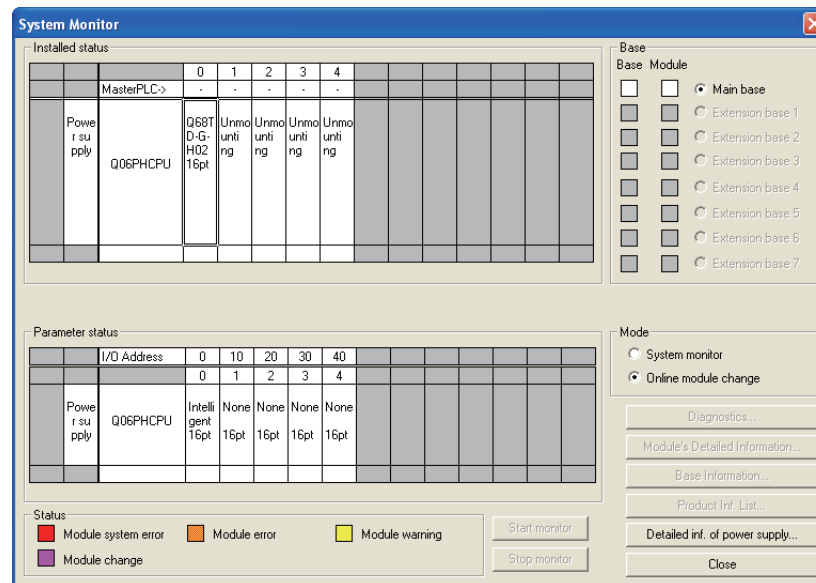 System Monitor
Installed status
0 1 2 3 4
MasterPLC-> - - - - -
Powe
r su
pply
Q06PHCPU
Q68T
D-G-
H02
16pt
Unmo
unti
ng
Unmo
unti
ng
Unmo
unti
ng
Unmo
unti
ng
Base
Base Module
Main base
Extension base 1
Extension base 2
Extension base 3
Extension base 4
Extension base 5
Extension base 6
Extension base 7
Parameter status
I/O Address 0 10 20 30 40
0 1 2 3 4
Powe
r su
pply
Q06PHCPU
Intelli
gent
16pt
None
16pt
None
16pt
None
16pt
None
16pt
Mode
System monitor
Online module change
Diagnostics...
Module's Detailed Information...
Base Information...
Product Inf. List...
Detailed inf. of power supply...
Close
Status
Module system error
Module error
Module warning
Module change
Start monitor
Stop monitor